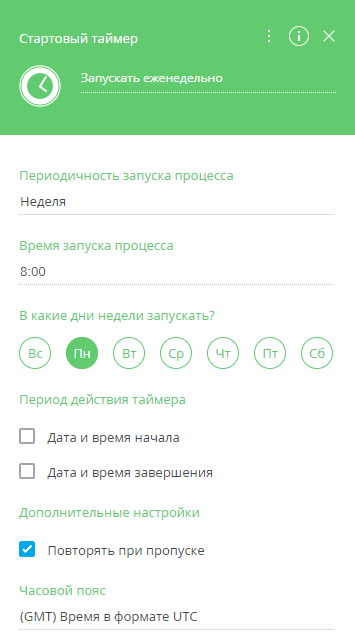 Стартовый таймер
Запускать еженедельно
Периодичность запуска процесса
Неделя
Время запуска процесса
8:00
В какие дни недели запускать?
Вс Пн Вт Ср Чт Пт Сб
Период действия таймера
Дата и время начала
Дата и время завершения
Дополнительные настройки
Повторять при пропуске
Часовой пояс
(GMT) Время в формате UTC